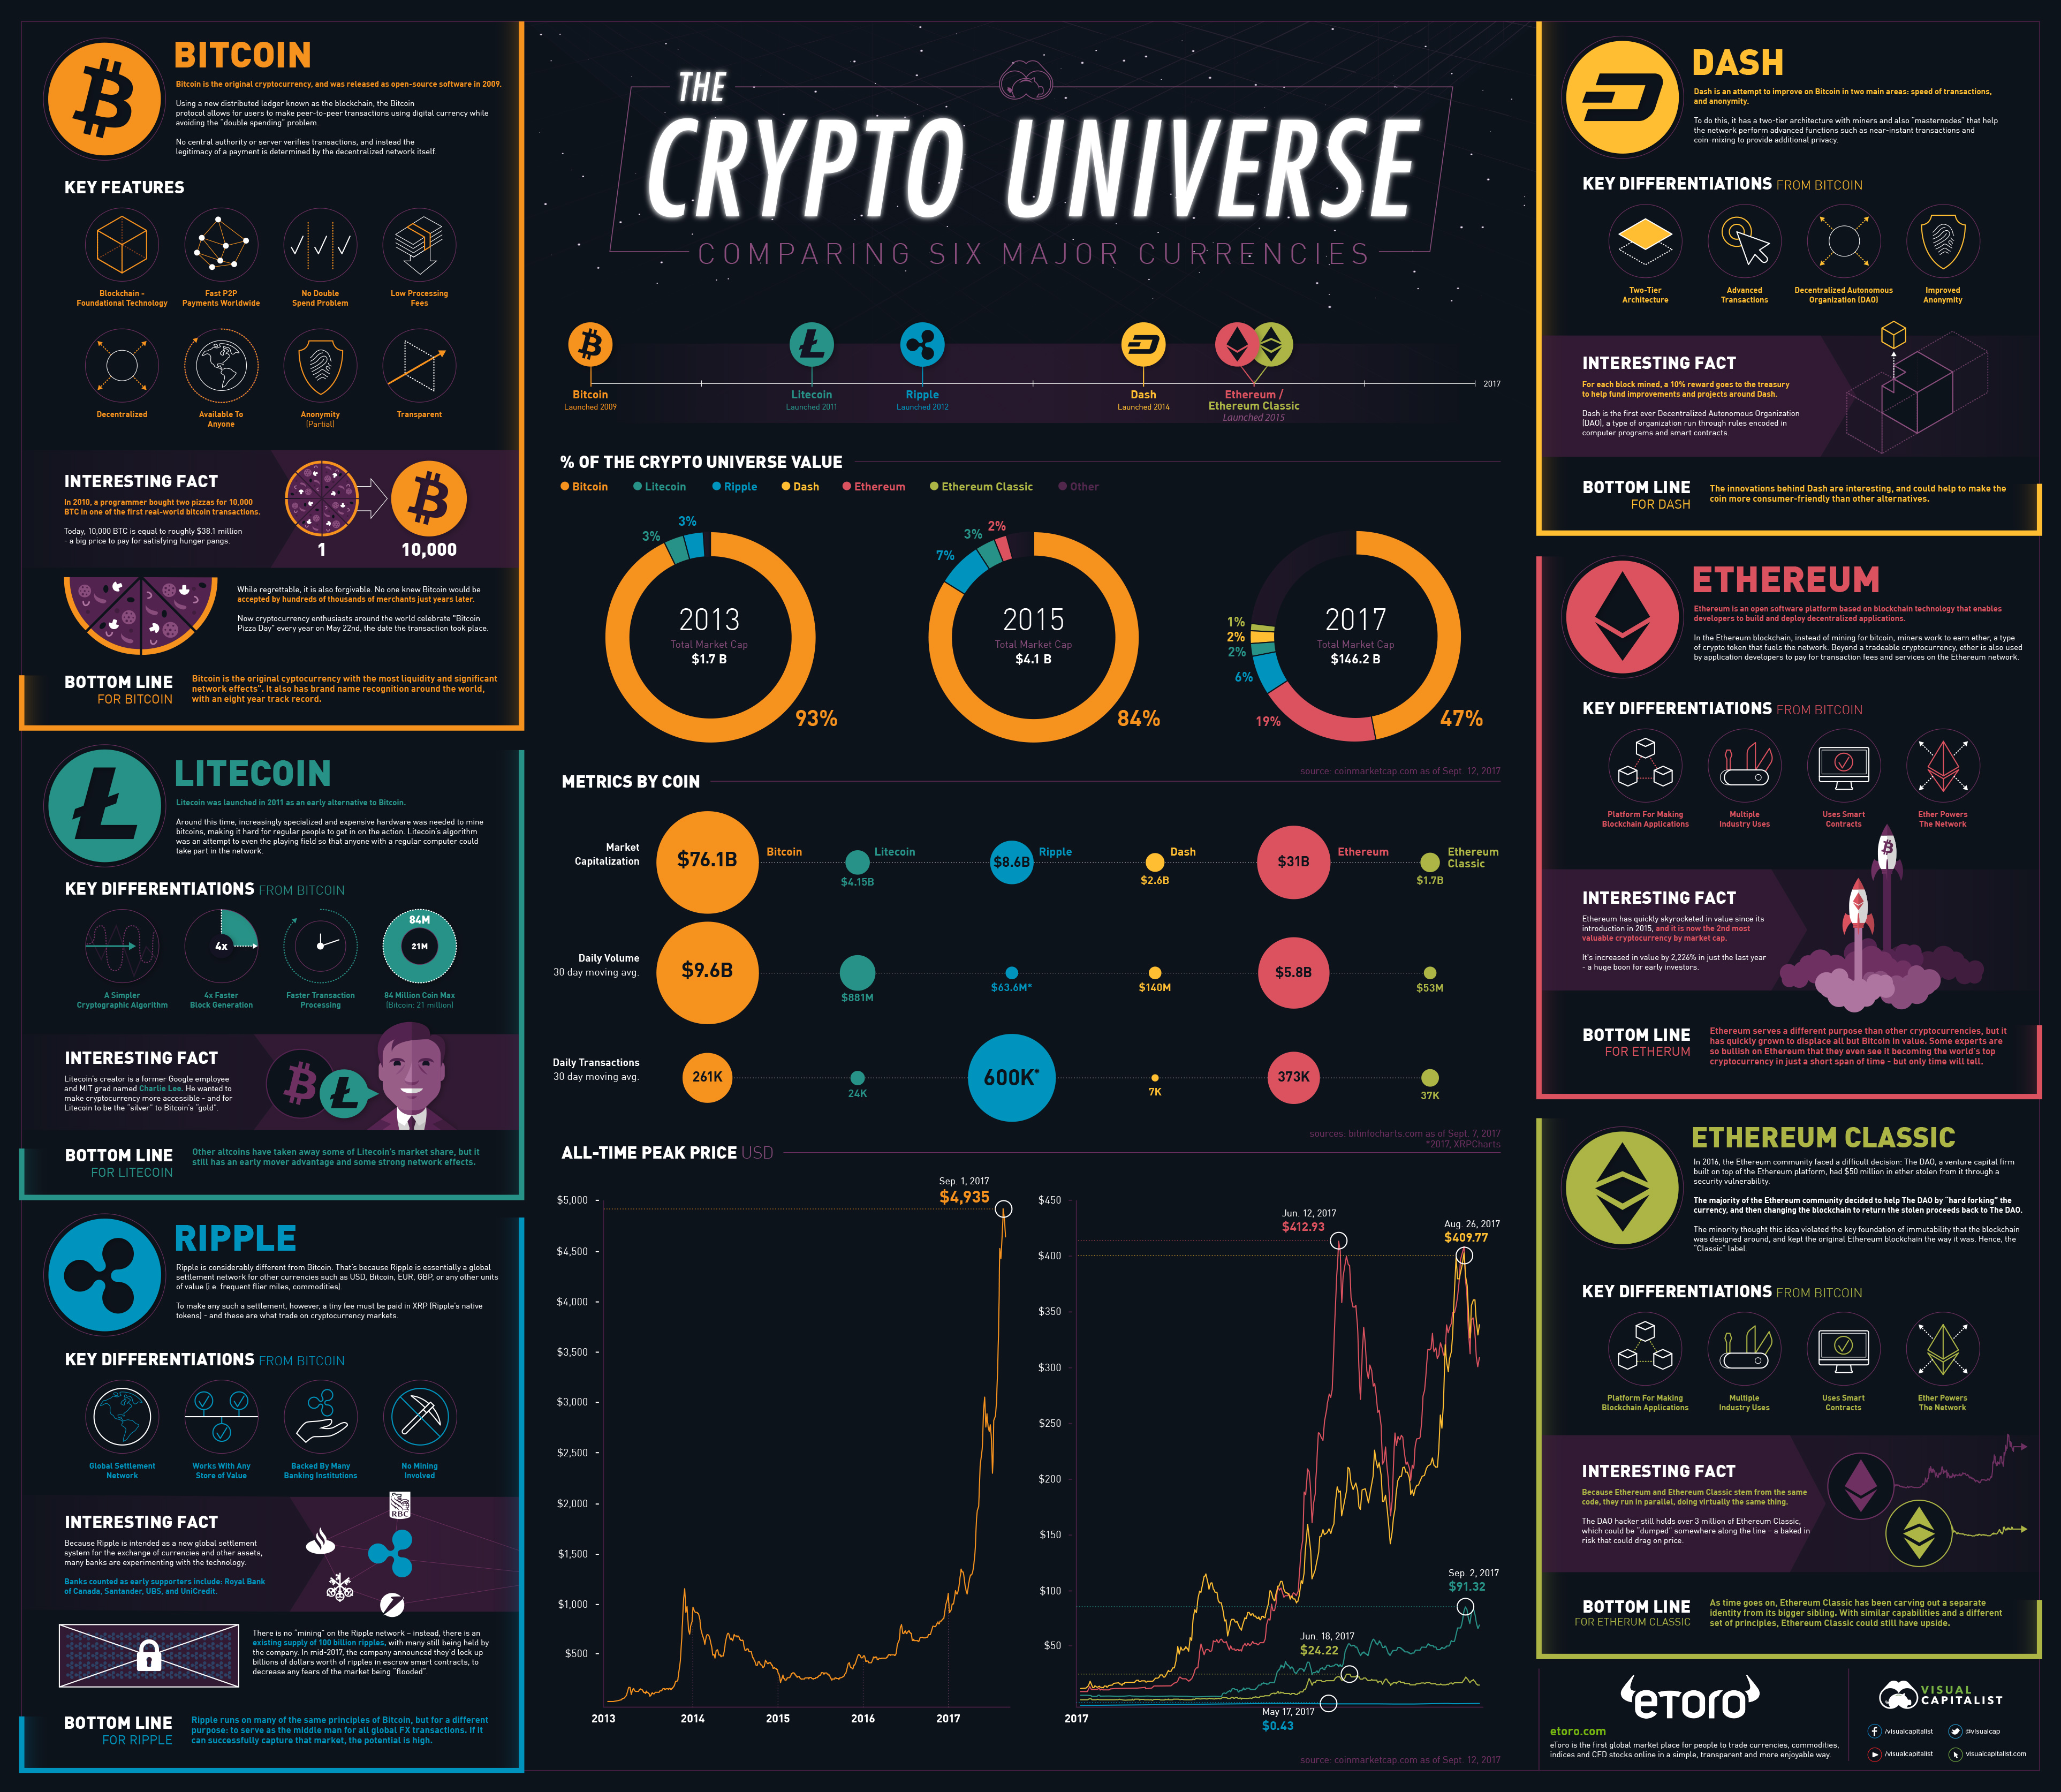 BITCOIN
Bitcoin is the original cryptocurrency, and was released as open-source software in 2009.
Using a new distributed ledger known as the blockchain, the Bitcoin
protocol allows for users to make peer-to-peer transactions using digital currency while
avoiding the "double spending" problem.
No central authority or server verifies transactions, and instead the
legitimacy of a payment is determined by the decentralized network itself.
KEY FEATURES
Blockchain -
Foundational Technology
Fast P2P
Payments Worldwide
No Double
Spend Problem
Low Processing
Fees
Decentralized
Available To
Anyone
Anonymity
(Partial)
Transparent
INTERESTING FACT
In 2010, a programmer bought two pizzas for 10,000
BTC in one of the first real-world bitcoin transactions.
Today, 10,000 BTC is equal to roughly $38.1 million
- a big price to pay for satisfying hunger pangs.
1
10,000
While regrettable, it is also forgivable. No one knew Bitcoin would be
accepted by hundreds of thousands of merchants just years later.
Now cryptocurrency enthusiasts around the world celebrate "Bitcoin
Pizza Day" every year on May 22nd, the date the transaction took place.
BOTTOM LINE
FOR BITCOIN
Bitcoin is the original cyptocurrency with the most liquidity and significant
network effects". It also has brand name recognition around the world,
with an eight year track record.
LITECOIN
Litecoin was launched in 2011 as an early alternative to Bitcoin.
Around this time, increasingly specialized and expensive hardware was needed to mine
bitcoins, making it hard for regular people to get in on the action. Litecoin's algorithm
was an attempt to even the playing field so that anyone with a regular computer could
take part in the network.
KEY DIFFERENTIATIONS FROM BITCOIN
4x
84M
21M
A Simpler
Cryptographic Algorithm
4x Faster
Block Generation
Faster Transaction
Processing
84 Million Coin Max
(Bitcoin: 21 million)
INTERESTING FACT
Litecoin's creator is a former Google employee
and MIT grad named Charlie Lee. He wanted to
make cryptocurrency more accessible - and for
Litecoin to be the "silver" to Bitcoin's "gold".
BOTTOM LINE
FOR LITECOIN
Other altcoins have taken away some of Litecoin's market share, but it
still has an early mover advantage and some strong network effects.
RIPPLE
Ripple is considerably different from Bitcoin. That's because Ripple is essentially a global
settlement network for other currencies such as USD, Bitcoin, EUR, GBP, or any other units
of value (i.e. frequent flier miles, commodities).
To make any such a settlement, however, a tiny fee must be paid in XRP (Ripple's native
tokens) - and these are what trade on cryptocurrency markets.
KEY DIFFERENTIATIONS FROM BITCOIN
Global Settlement
Network
Works With Any
Store of Value
Backed By Many
Banking Institutions
No Mining
Involved
INTERESTING FACT
Because Ripple is intended as a new global settlement
system for the exchange of currencies and other assets,
many banks are experimenting with the technology.
Banks counted as early supporters include: Royal Bank
of Canada, Santander, UBS, and UniCredit.
RBC
There is no "mining" on the Ripple network – instead, there is an
existing supply of 100 billion ripples, with many still being held by
the company. In mid-2017, the company announced they'd lock up
billions of dollars worth of ripples in escrow smart contracts, to
decrease any fears of the market being "flooded".
BOTTOM LINE
FOR RIPPLE
Ripple runs on many of the same principles of Bitcoin, but for a different
purpose: to serve as the middle man for all global FX transactions. If it
can successfully capture that market, the potential is high.
THE
CRYPTO UNIVERSE
COMPARING SIX MAJOR CURRENCIES
Bitcoin
Launched 2009
Litecoin
Launched 2011
Ripple
Launched 2012
Dash
Launched 2014
Ethereum /
Ethereum Classic
Launched 2015
2017
% OF THE CRYPTO UNIVERSE VALUE
Bitcoin Litecoin Ripple Dash Ethereum Ethereum Classic Other
3% 3%
2013
Total Market Cap
$1.7 B
93%
7% 3% 2%
2015
Total Market Cap
$4.1 B
84%
1%
2%
2%
6%
19%
2017
Total Market Cap
$146.2 B
47%
source: coinmarketcap.com as of Sept. 12, 2017
METRICS BY COIN
Market
Capitalization
$76.1B
Bitcoin
Litecoin
$4.15B
$8.6B
Ripple
Dash
$2.6B
$31B
Ethereum
Ethereum
Classic
$1.7B
Daily Volume
30 day moving avg.
$9.6B
$881M
$63.6M*
$140M
$5.8B
$53M
Daily Transactions
30 day moving avg.
261K
24K
600K*
7K
373K
37K
sources: bitinfocharts.com as of Sept. 7, 2017
*2017, XRPCharts
ALL-TIME PEAK PRICE USD
Sep. 1, 2017
$4,935
$5,000
$4,500
$4,000
$3,500
$3,000
$2,500
$2,000
$1,500
$1,000
$500
2013 2014 2015 2016 2017
$450
$400
$350
$300
$250
$200
$150
$100
$50
2017
Jun. 12, 2017
$412.93
Aug. 26, 2017
$409.77
Sep. 2, 2017
$91.32
Jun. 18, 2017
$24.22
May 17, 2017
$0.43
source: coinmarketcap.com as of Sept. 12, 2017
DASH
Dash is an attempt to improve on Bitcoin in two main areas: speed of transactions,
and anonymity.
To do this, it has a two-tier architecture with miners and also "masternodes" that help
the network perform advanced functions such as near-instant transactions and
coin-mixing to provide additional privacy.
KEY DIFFERENTIATIONS FROM BITCOIN
Two-Tier
Architecture
Advanced
Transactions
Decentralized Autonomous
Organization (DAO)
Improved
Anonymity
INTERESTING FACT
For each block mined, a 10% reward goes to the treasury
to help fund improvements and projects around Dash.
Dash is the first ever Decentralized Autonomous Organization
(DAO), a type of organization run through rules encoded in
computer programs and smart contracts.
BOTTOM LINE
FOR DASH
The innovations behind Dash are interesting, and could help to make the
coin more consumer-friendly than other alternatives.
ETHEREUM
Ethereum is an open software platform based on blockchain technology that enables
developers to build and deploy decentralized applications.
In the Ethereum blockchain, instead of mining for bitcoin, miners work to earn ether, a type
of crypto token that fuels the network. Beyond a tradeable cryptocurrency, ether is also used
by application developers to pay for transaction fees and services on the Ethereum network.
KEY DIFFERENTIATIONS FROM BITCOIN
Platform For Making
Blockchain Applications
Multiple
Industry Uses
Uses Smart
Contracts
Ether Powers
The Network
INTERESTING FACT
Ethereum has quickly skyrocketed in value since its
introduction in 2015, and it is now the 2nd most
valuable cryptocurrency by market cap.
It's increased in value by 2,226% in just the last year
- a huge boon for early investors.
BOTTOM LINE
FOR ETHERUM
Ethereum serves a different purpose than other cryptocurrencies, but it
has quickly grown to displace all but Bitcoin in value. Some experts are
so bullish on Ethereum that they even see it becoming the world's top
cryptocurrency in just a short span of time - but only time will tell.
ETHEREUM CLASSIC
In 2016, the Ethereum community faced a difficult decision: The DAO, a venture capital firm
built on top of the Ethereum platform, had $50 million in ether stolen from it through a
security vulnerability.
The majority of the Ethereum community decided to help The DAO by "hard forking" the
currency, and then changing the blockchain to return the stolen proceeds back to The DAO.
The minority thought this idea violated the key foundation of immutability that the blockchain
was designed around, and kept the original Ethereum blockchain the way it was. Hence, the
"Classic" label.
KEY DIFFERENTIATIONS FROM BITCOIN
Platform For Making
Blockchain Applications
Multiple
Industry Uses
Uses Smart
Contracts
Ether Powers
The Network
INTERESTING FACT
Because Ethereum and Ethereum Classic stem from the same
code, they run in parallel, doing virtually the same thing.
The DAO hacker still holds over 3 million of Ethereum Classic,
which could be "dumped" somewhere along the line – a baked in
risk that could drag on price.
BOTTOM LINE
FOR ETHERUM CLASSIC
As time goes on, Ethereum Classic has been carving out a separate
identity from its bigger sibling. With similar capabilities and a different
set of principles, Ethereum Classic could still have upside.
eToro
etoro.com
eToro is the first global market place for people to trade currencies, commodities,
indices and CFD stocks online in a simple, transparent and more enjoyable way.
VISUAL
CAPITALIST
/visualcapitalist
@visualcap
/visualcapitalist
visualcapitalist.com